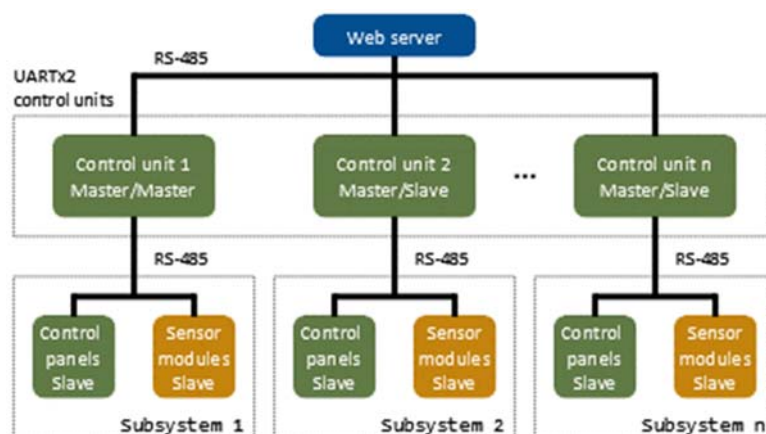 Web server
RS-485
UARTx2
control units
Control unit 1
Master/Master
Control unit 2
Master/Slave
...
Control unit n
Master/Slave
RS-485
RS-485
RS-485
Control
panels
Slave
Sensor
modules
Slave
Control
panels
Slave
Sensor
modules
Slave
Control
panels
Slave
Sensor
modules
Slave
Subsystem 1
Subsystem 2
Subsystem n